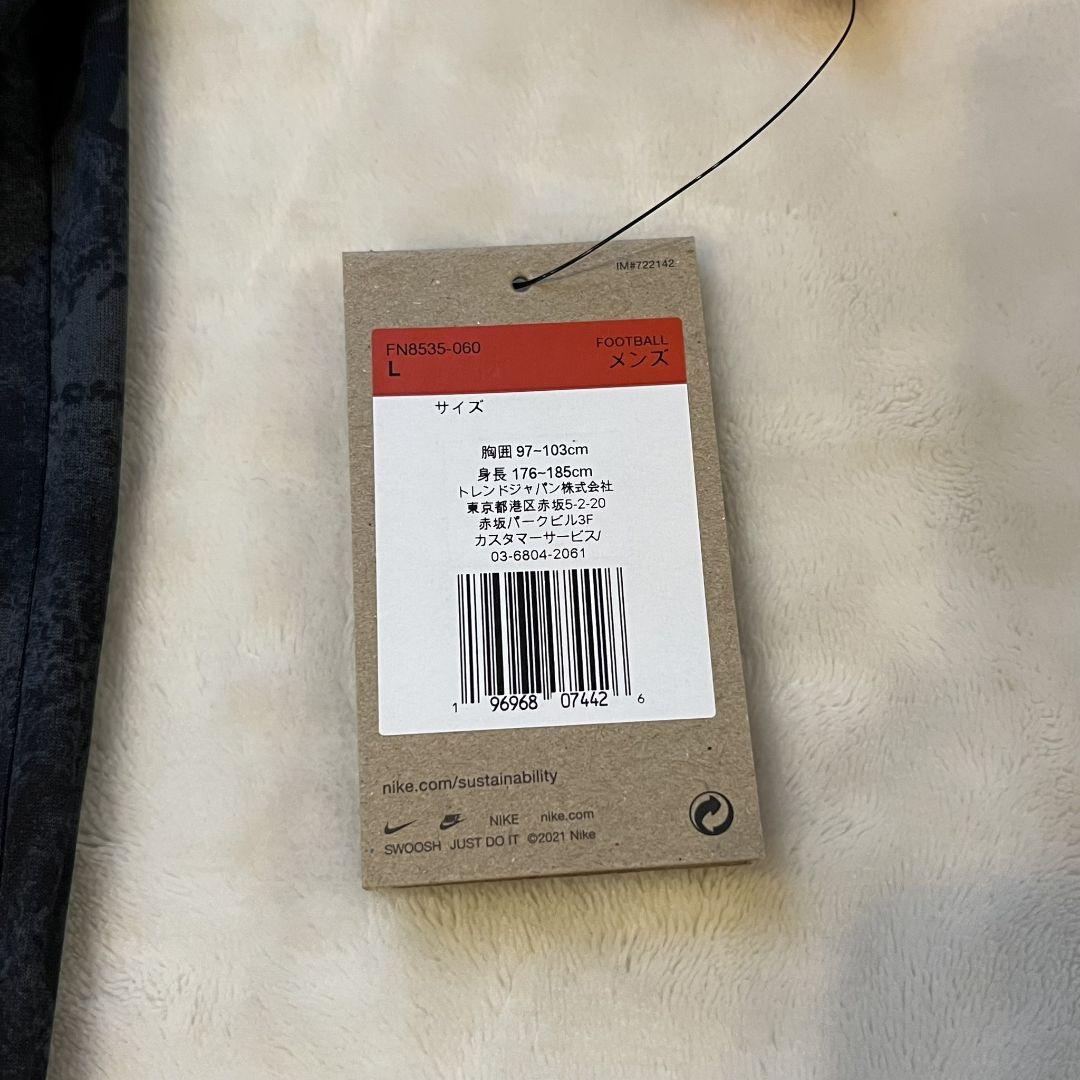 IM#722142
FN8535-060
FOOTBALL
L
メンズ
サイズ
胸囲 97~103cm
身長 176~185cm
トレンドジャパン株式会社
東京都港区赤坂5-2-20
赤坂パークビル3F
カスタマーサービス/
03-6804-2061
1 96968 07442 6
nike.com/sustainability
NIKE nike.com
SWOOSH JUST DO IT ©2021 Nike